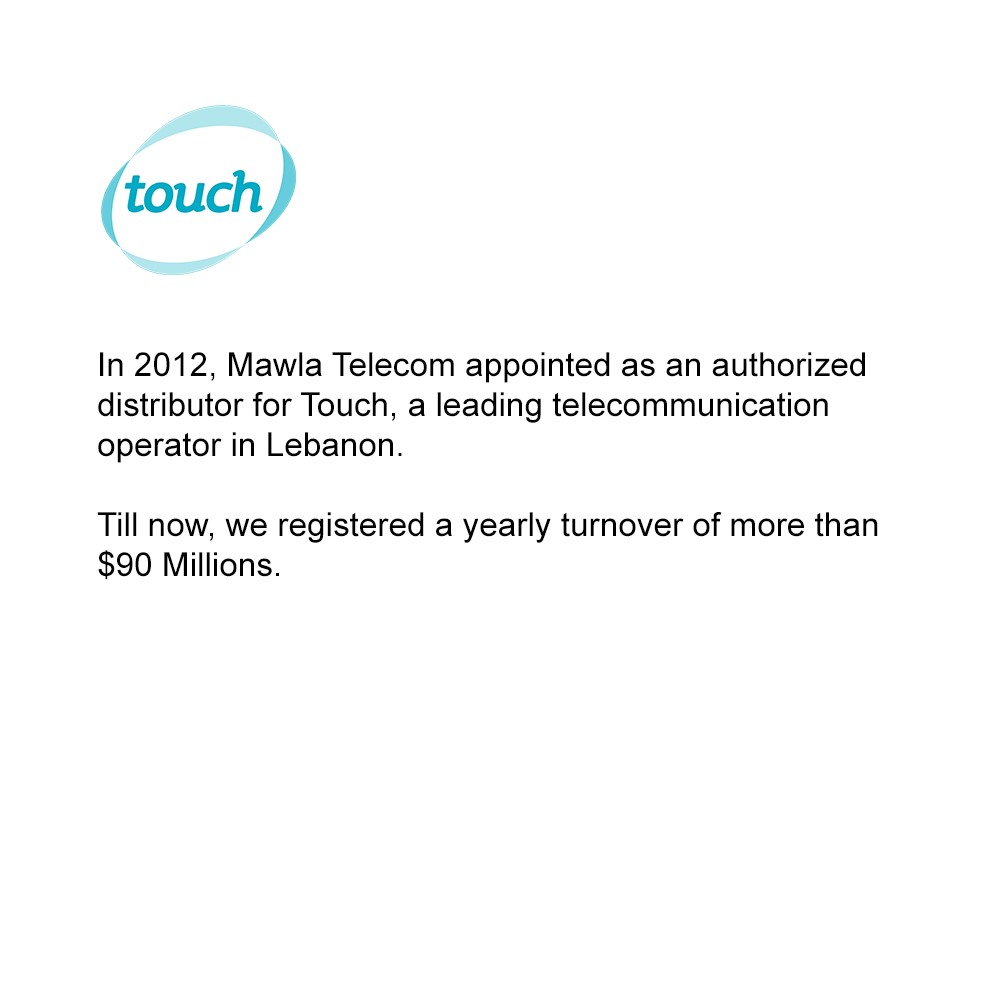 touch
In 2012, Mawla Telecom appointed as an authorized
distributor for Touch, a leading telecommunication
operator in Lebanon.
Till now, we registered a yearly turnover of more than
$90 Millions.